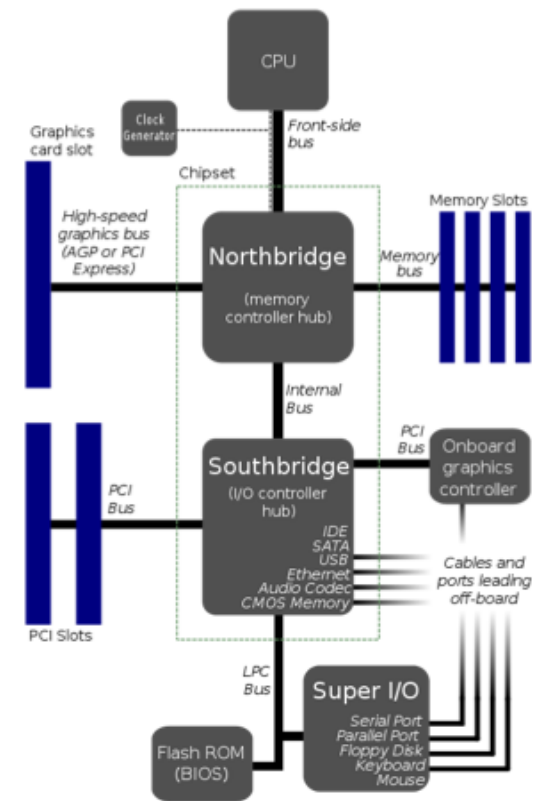 CPU
Clock
Generator
Front-side
bus
Graphics
card slot
Chipset
High-speed
graphics bus
(AGP or PCI
Express)
Northbridge
(memory
controller hub)
Memory Slots
Memory
bus
Internal
Bus
PCI
Bus
Onboard
graphics
controller
Southbridge
(I/O controller
hub)
PCI
Bus
IDE
SATA
USB
Ethernet
Audio Codec
CMOS Memory
Cables and
ports leading
off-board
PCI Slots
LPC
Bus
Super I/O
Serial Port
Parallel Port
Floppy Disk
Keyboard
Mouse
Flash ROM
(BIOS)